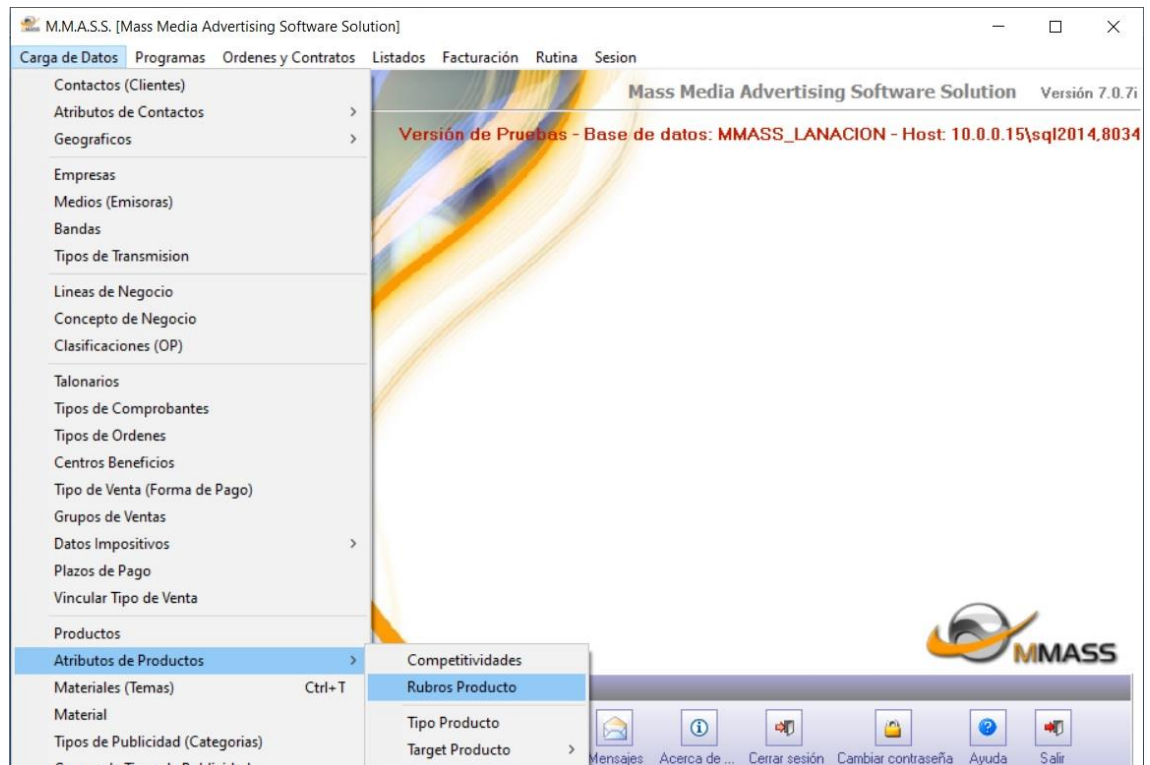 M.M.A.S.S. [Mass Media Advertising Software Solution]
Carga de Datos Programas Ordenes y Contratos Listados Facturación Rutina Sesion
Mass Media Advertising Software Solution Versión 7.0.7i
Versión de Pruebas - Base de datos: MMASS_LANACION - Host: 10.0.0.15\sql2014,8034
Contactos (Clientes)
Atributos de Contactos
Geograficos
Empresas
Medios (Emisoras)
Bandas
Tipos de Transmision
Lineas de Negocio
Concepto de Negocio
Clasificaciones (OP)
Talonarios
Tipos de Comprobantes
Tipos de Ordenes
Centros Beneficios
Tipo de Venta (Forma de Pago)
Grupos de Ventas
Datos Impositivos
Plazos de Pago
Vincular Tipo de Venta
Productos
Atributos de Productos
Materiales (Temas) Ctrl+T
Material
Tipos de Publicidad (Categorias)
Competitividades
Rubros Producto
Tipo Producto
Target Producto
MMASS
Mensajes Acerca de ... Cerrar sesión Cambiar contraseña Ayuda Salir